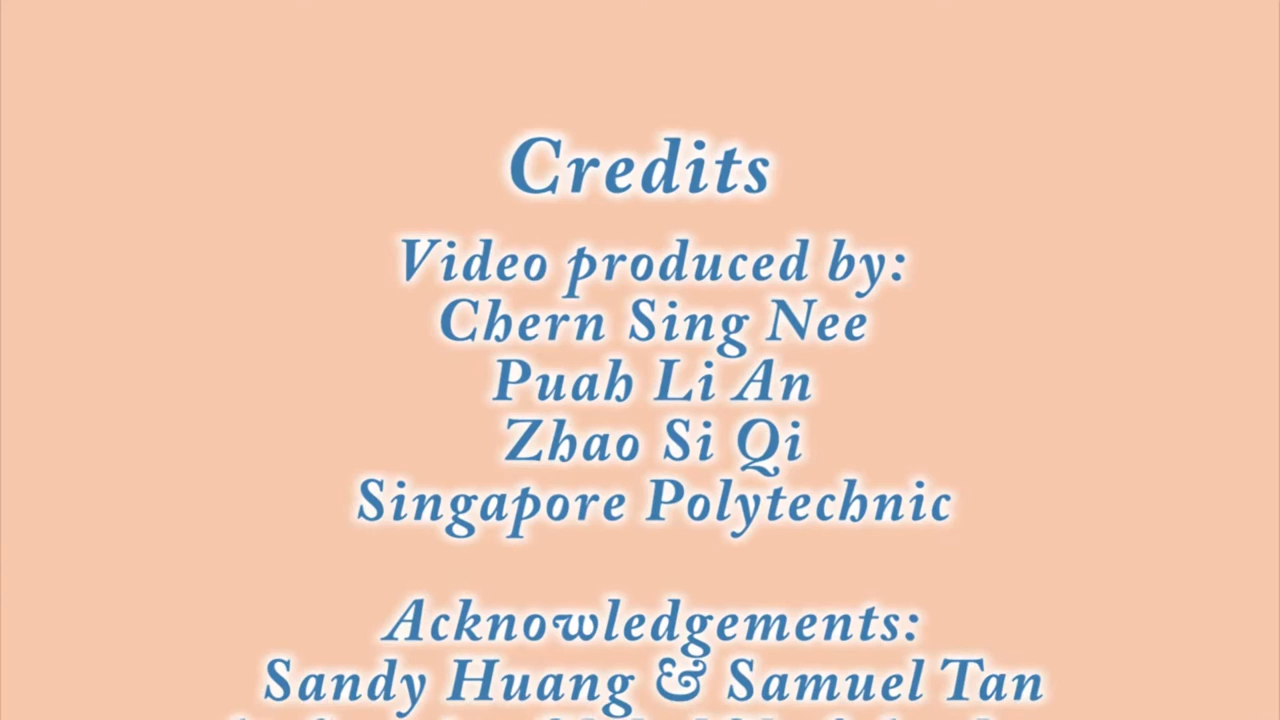 Credits
Video produced by:
Chern Sing Nee
Puah Li An
Zhao Si Qi
Singapore Polytechnic
Acknowledgements:
Sandy Huang & Samuel Tan